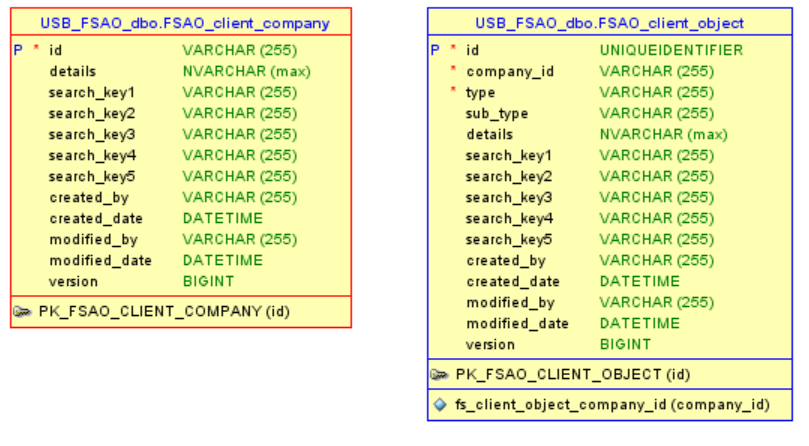 USB_FSAO_dbo.FSAO_client_company
P * id VARCHAR (255)
details NVARCHAR (max)
search_key1 VARCHAR (255)
search_key2 VARCHAR (255)
search_key3 VARCHAR (255)
search_key4 VARCHAR (255)
search_key5 VARCHAR (255)
created_by VARCHAR (255)
created_date DATETIME
modified_by VARCHAR (255)
modified_date DATETIME
version BIGINT
PK_FSAO_CLIENT_COMPANY (id)
USB_FSAO_dbo.FSAO_client_object
P * id UNIQUEIDENTIFIER
* company_id VARCHAR (255)
* type VARCHAR (255)
sub_type VARCHAR (255)
details NVARCHAR (max)
search_key1 VARCHAR (255)
search_key2 VARCHAR (255)
search_key3 VARCHAR (255)
search_key4 VARCHAR (255)
search_key5 VARCHAR (255)
created_by VARCHAR (255)
created_date DATETIME
modified_by VARCHAR (255)
modified_date DATETIME
version BIGINT
PK_FSAO_CLIENT_OBJECT (id)
fs_client_object_company_id (company_id)